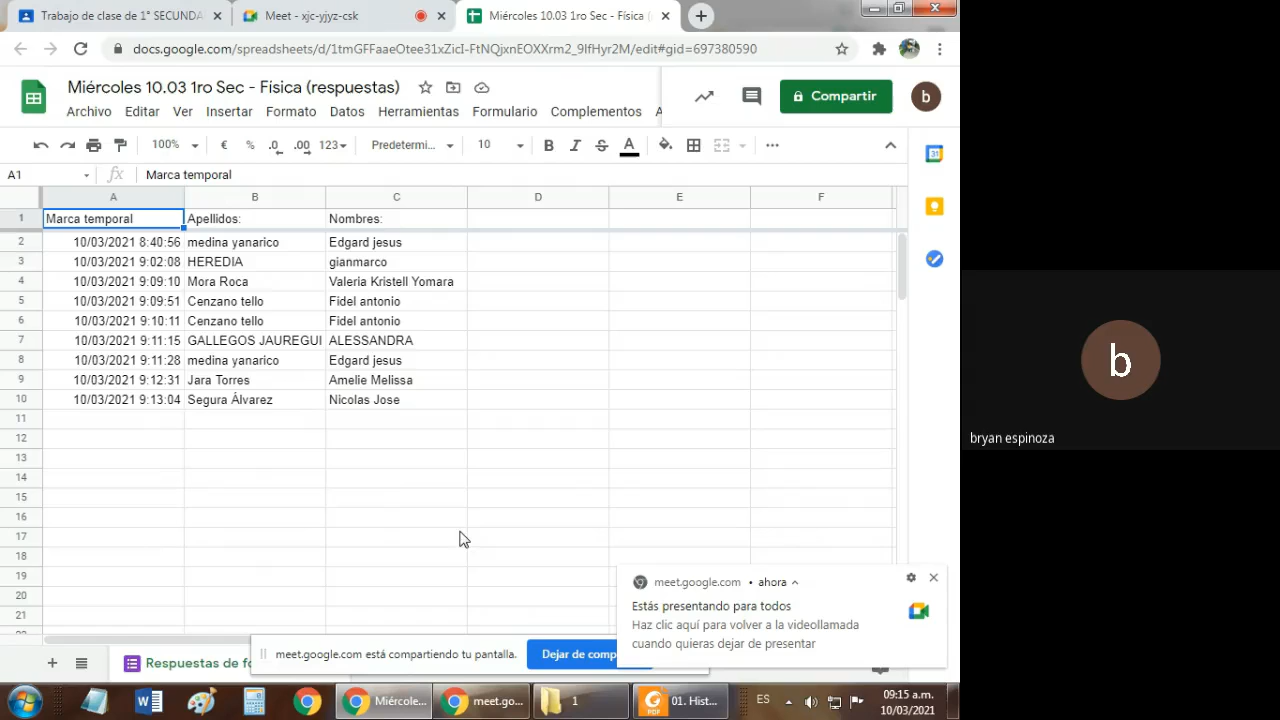 Trabajo de clase de 1° SECUNDA
Meet - xjc-yjyz-csk
Miércoles 10.03 1ro Sec - Física (
docs.google.com/spreadsheets/d/1tmGFFaaeOtee31xZicI-FtNQjxnEOXXrm2_9IfHyr2M/edit#gid=697380590
Miércoles 10.03 1ro Sec - Física (respuestas)
Compartir
b
Archivo Editar Ver Insertar Formato Datos Herramientas Formulario Complementos A
100% € % .0 .00 123 Predetermi... 10 B I S A
A1 fx Marca temporal
A B C D E F
1 Marca temporal Apellidos: Nombres:
2 10/03/2021 8:40:56 medina yanarico Edgard jesus
3 10/03/2021 9:02:08 HEREDIA gianmarco
4 10/03/2021 9:09:10 Mora Roca Valeria Kristell Yomara
5 10/03/2021 9:09:51 Cenzano tello Fidel antonio
6 10/03/2021 9:10:11 Cenzano tello Fidel antonio
7 10/03/2021 9:11:15 GALLEGOS JAUREGUI ALESSANDRA
8 10/03/2021 9:11:28 medina yanarico Edgard jesus
9 10/03/2021 9:12:31 Jara Torres Amelie Melissa
10 10/03/2021 9:13:04 Segura Álvarez Nicolas Jose
11
12
13
14
15
16
17
18
19
20
21
31
b
bryan espinoza
meet.google.com • ahora
Estás presentando para todos
Haz clic aquí para volver a la videollamada
cuando quieras dejar de presentar
meet.google.com está compartiendo tu pantalla.
Dejar de comp
Respuestas de fo
Miércole...
meet.go...
1
PDF
01. Hist...
ES
09:15 a.m.
10/03/2021